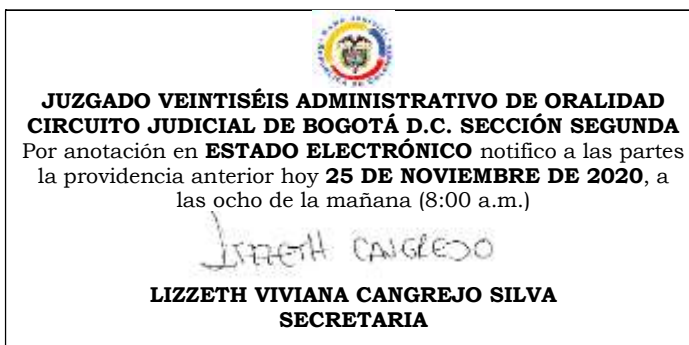 JUZGADO VEINTISÉIS ADMINISTRATIVO DE ORALIDAD
CIRCUITO JUDICIAL DE BOGOTÁ D.C. SECCIÓN SEGUNDA
Por anotación en ESTADO ELECTRÓNICO notifico a las partes
la providencia anterior hoy 25 DE NOVIEMBRE DE 2020, a
las ocho de la mañana (8:00 a.m.)
LIZZETH CANGREJO
LIZZETH VIVIANA CANGREJO SILVA
SECRETARIA